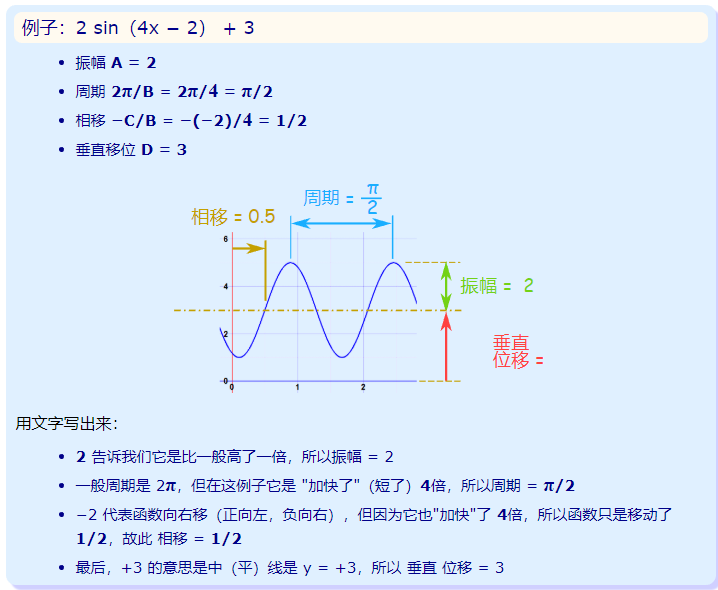 例子：2 sin（4x − 2） + 3
• 振幅 A = 2
• 周期 2π/B = 2π/4 = π/2
• 相移 −C/B = −(−2)/4 = 1/2
• 垂直移位 D = 3
周期 = π/2
相移 = 0.5
6
4
振幅 = 2
2
垂直
位移 =
0
0 1 2
用文字写出来：
• 2 告诉我们它是比一般高了一倍，所以振幅 = 2
• 一般周期是 2π，但在这例子它是 "加快了"（短了）4倍，所以周期 = π/2
• −2 代表函数向右移（正向左，负向右），但因为它也"加快"了 4倍，所以函数只是移动了
1/2，故此 相移 = 1/2
• 最后，+3 的意思是中（平）线是 y = +3，所以 垂直 位移 = 3